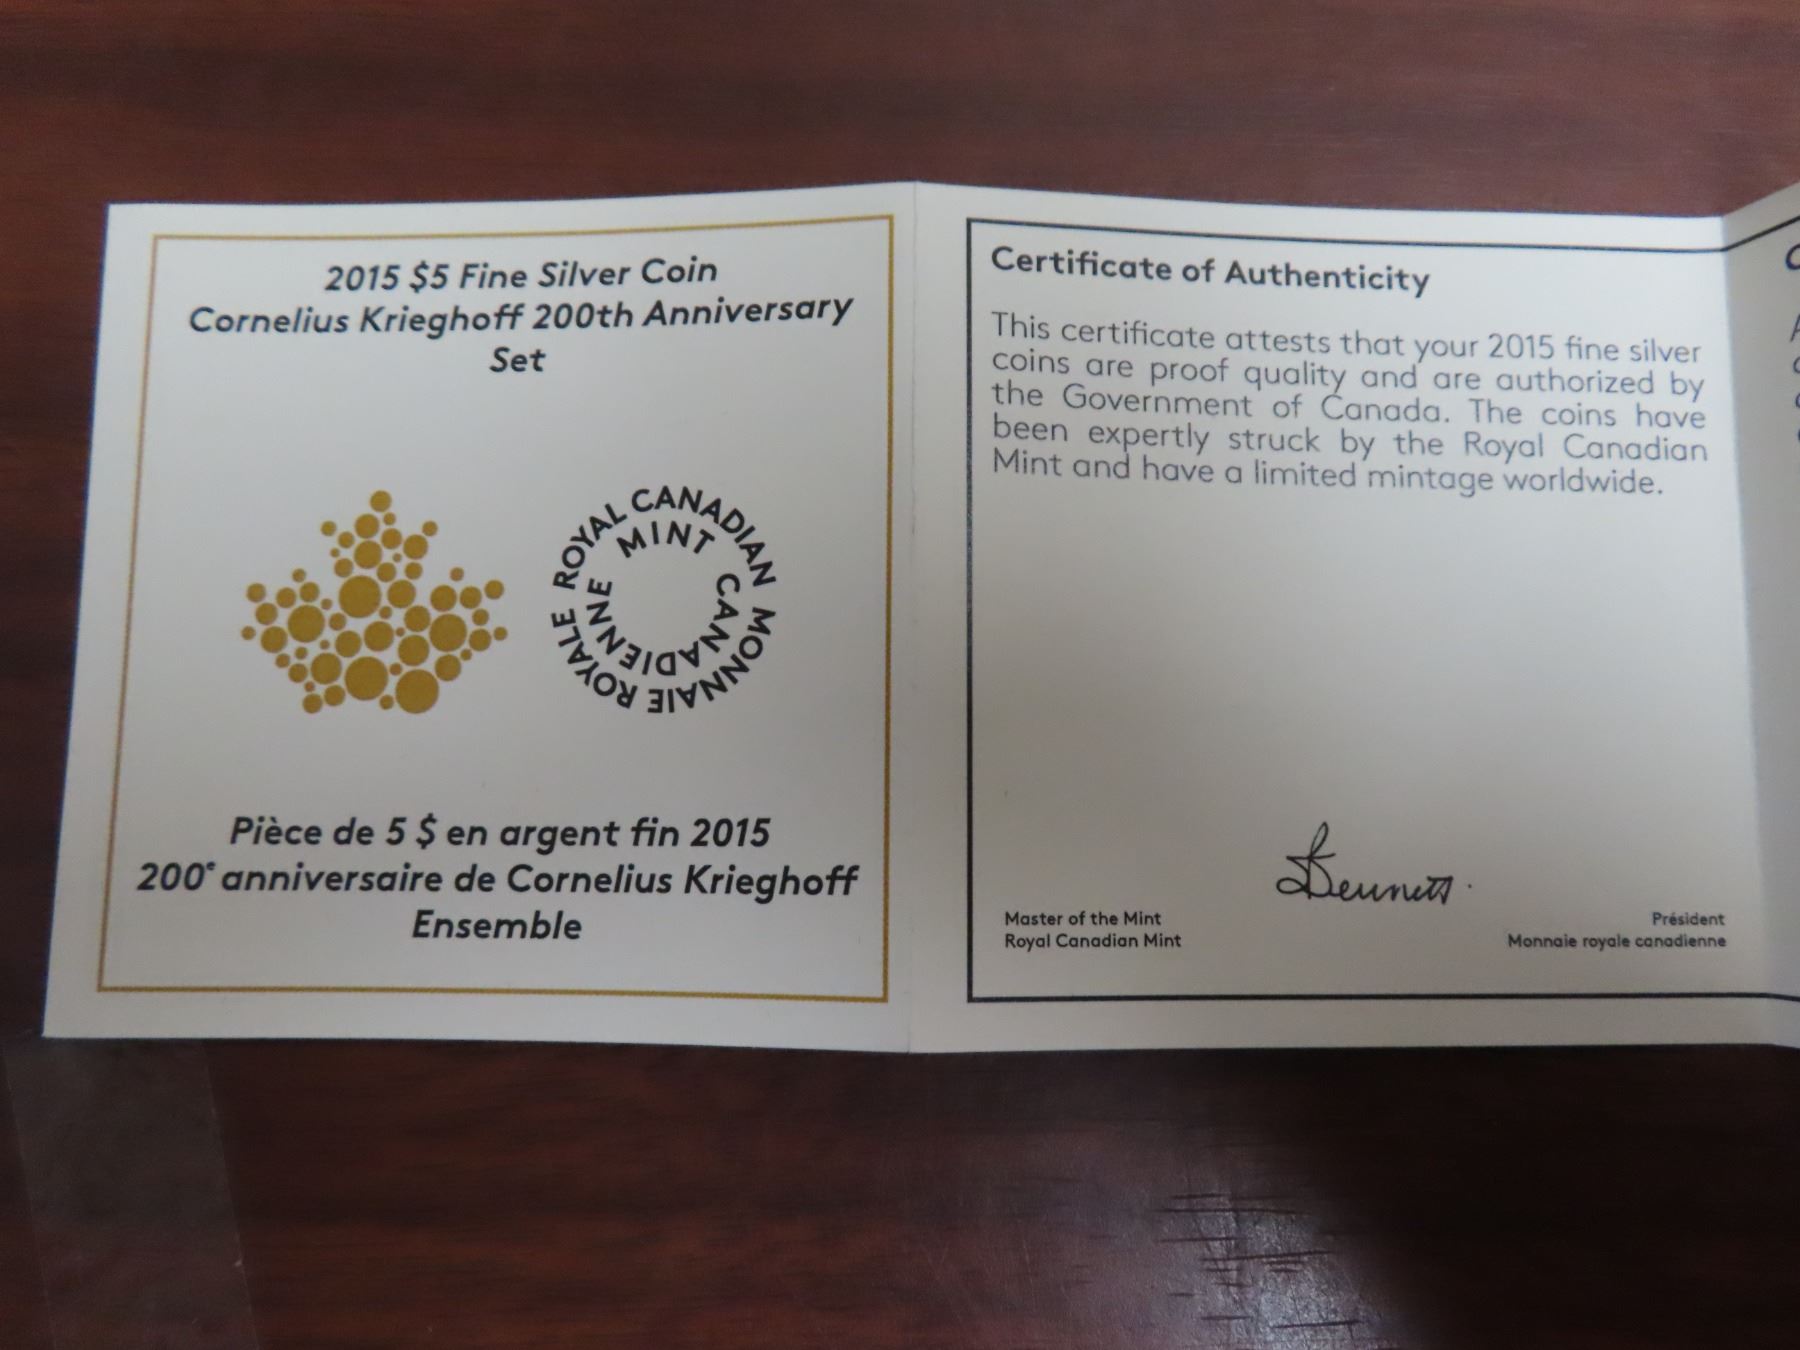 2015 $5 Fine Silver Coin
Cornelius Krieghoff 200th Anniversary
Set
ROYAL CANADIAN MINT
MONNAIE ROYALE CANADIENNE
Pièce de 5 $ en argent fin 2015
200e anniversaire de Cornelius Krieghoff
Ensemble
Certificate of Authenticity
This certificate attests that your 2015 fine silver
coins are proof quality and are authorized by
the Government of Canada. The coins have
been expertly struck by the Royal Canadian
Mint and have a limited mintage worldwide.
SBennett.
Master of the Mint
Royal Canadian Mint
Président
Monnaie royale canadienne